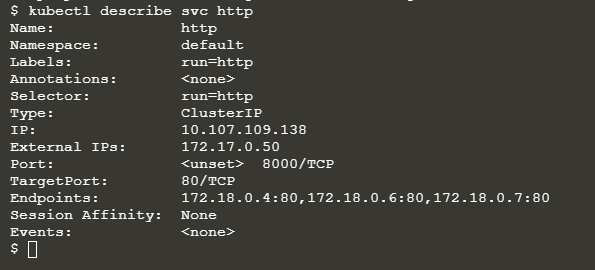 $ kubectl describe svc http
Name: http
Namespace: default
Labels: run=http
Annotations: <none>
Selector: run=http
Type: ClusterIP
IP: 10.107.109.138
External IPs: 172.17.0.50
Port: <unset> 8000/TCP
TargetPort: 80/TCP
Endpoints: 172.18.0.4:80,172.18.0.6:80,172.18.0.7:80
Session Affinity: None
Events: <none>
$